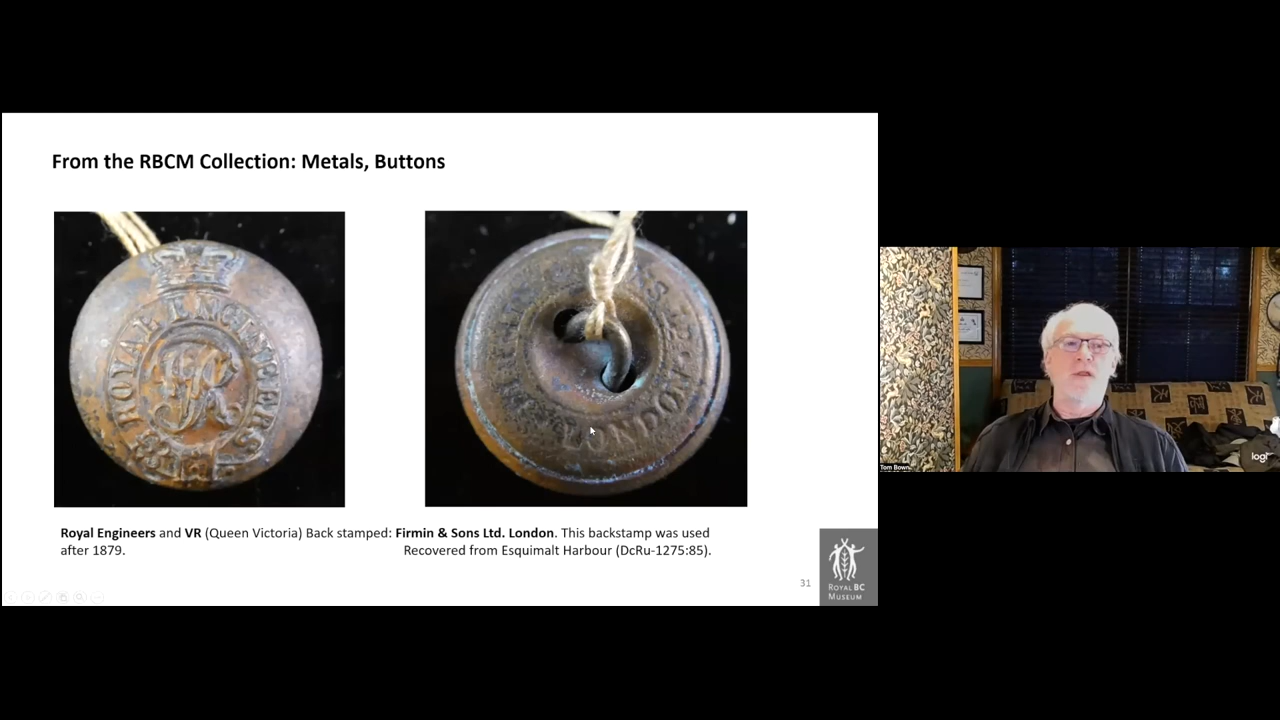 From the RBCM Collection: Metals, Buttons
ROYAL ENGINEERS
VR
LONDON
Royal Engineers and VR (Queen Victoria) Back stamped: Firmin & Sons Ltd. London. This backstamp was used
after 1879.
Recovered from Esquimalt Harbour (DcRu-1275:85).
31
ROYAL BC
MUSEUM
logi